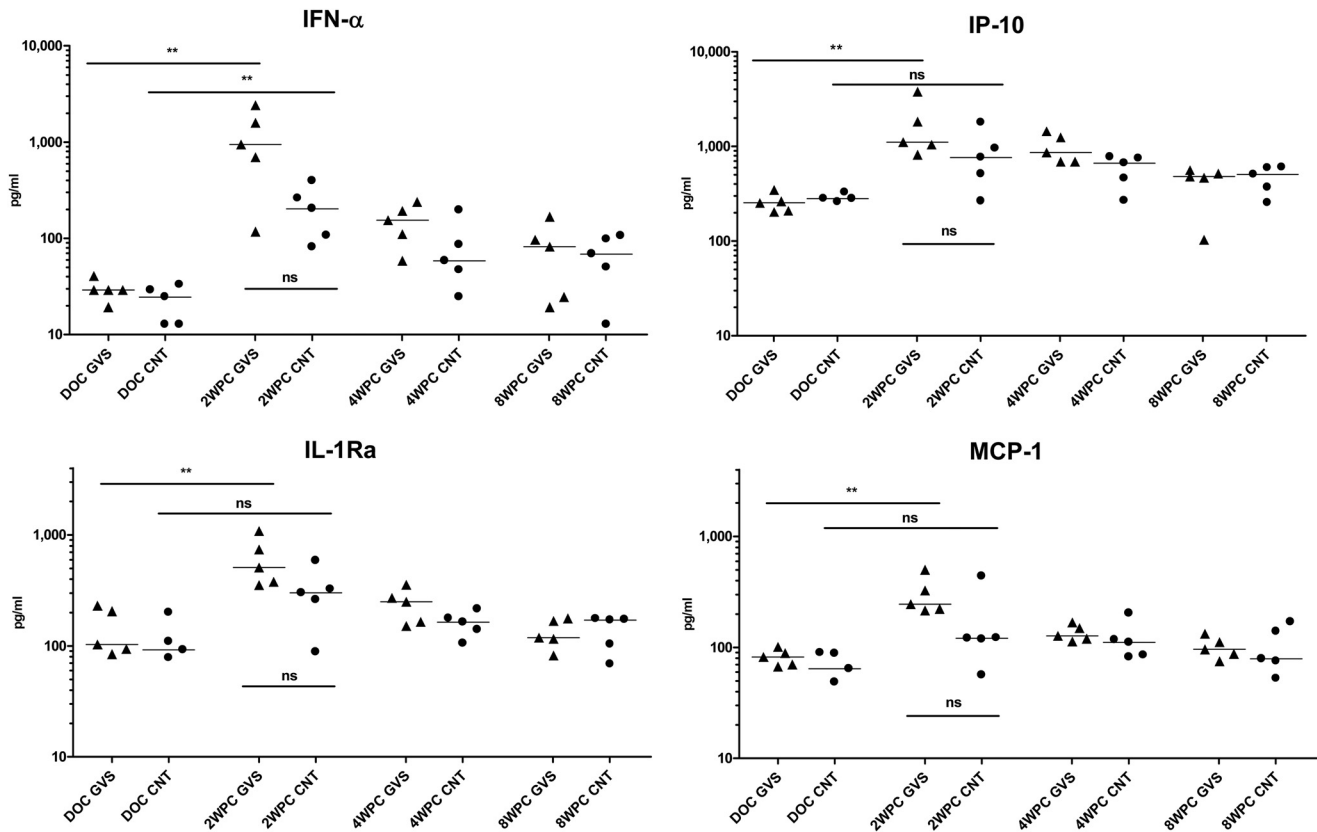 IFN-α
10,000
1,000
100
10
pg/ml
**
**
ns
DOC GVS
DOC CNT
2WPC GVS
2WPC CNT
4WPC GVS
4WPC CNT
8WPC GVS
8WPC CNT
IP-10
10,000
1,000
100
10
pg/ml
**
ns
ns
DOC GVS
DOC CNT
2WPC GVS
2WPC CNT
4WPC GVS
4WPC CNT
8WPC GVS
8WPC CNT
IL-1Ra
1,000
100
10
pg/ml
**
ns
ns
DOC GVS
DOC CNT
2WPC GVS
2WPC CNT
4WPC GVS
4WPC CNT
8WPC GVS
8WPC CNT
MCP-1
1,000
100
10
pg/ml
**
ns
ns
DOC GVS
DOC CNT
2WPC GVS
2WPC CNT
4WPC GVS
4WPC CNT
8WPC GVS
8WPC CNT